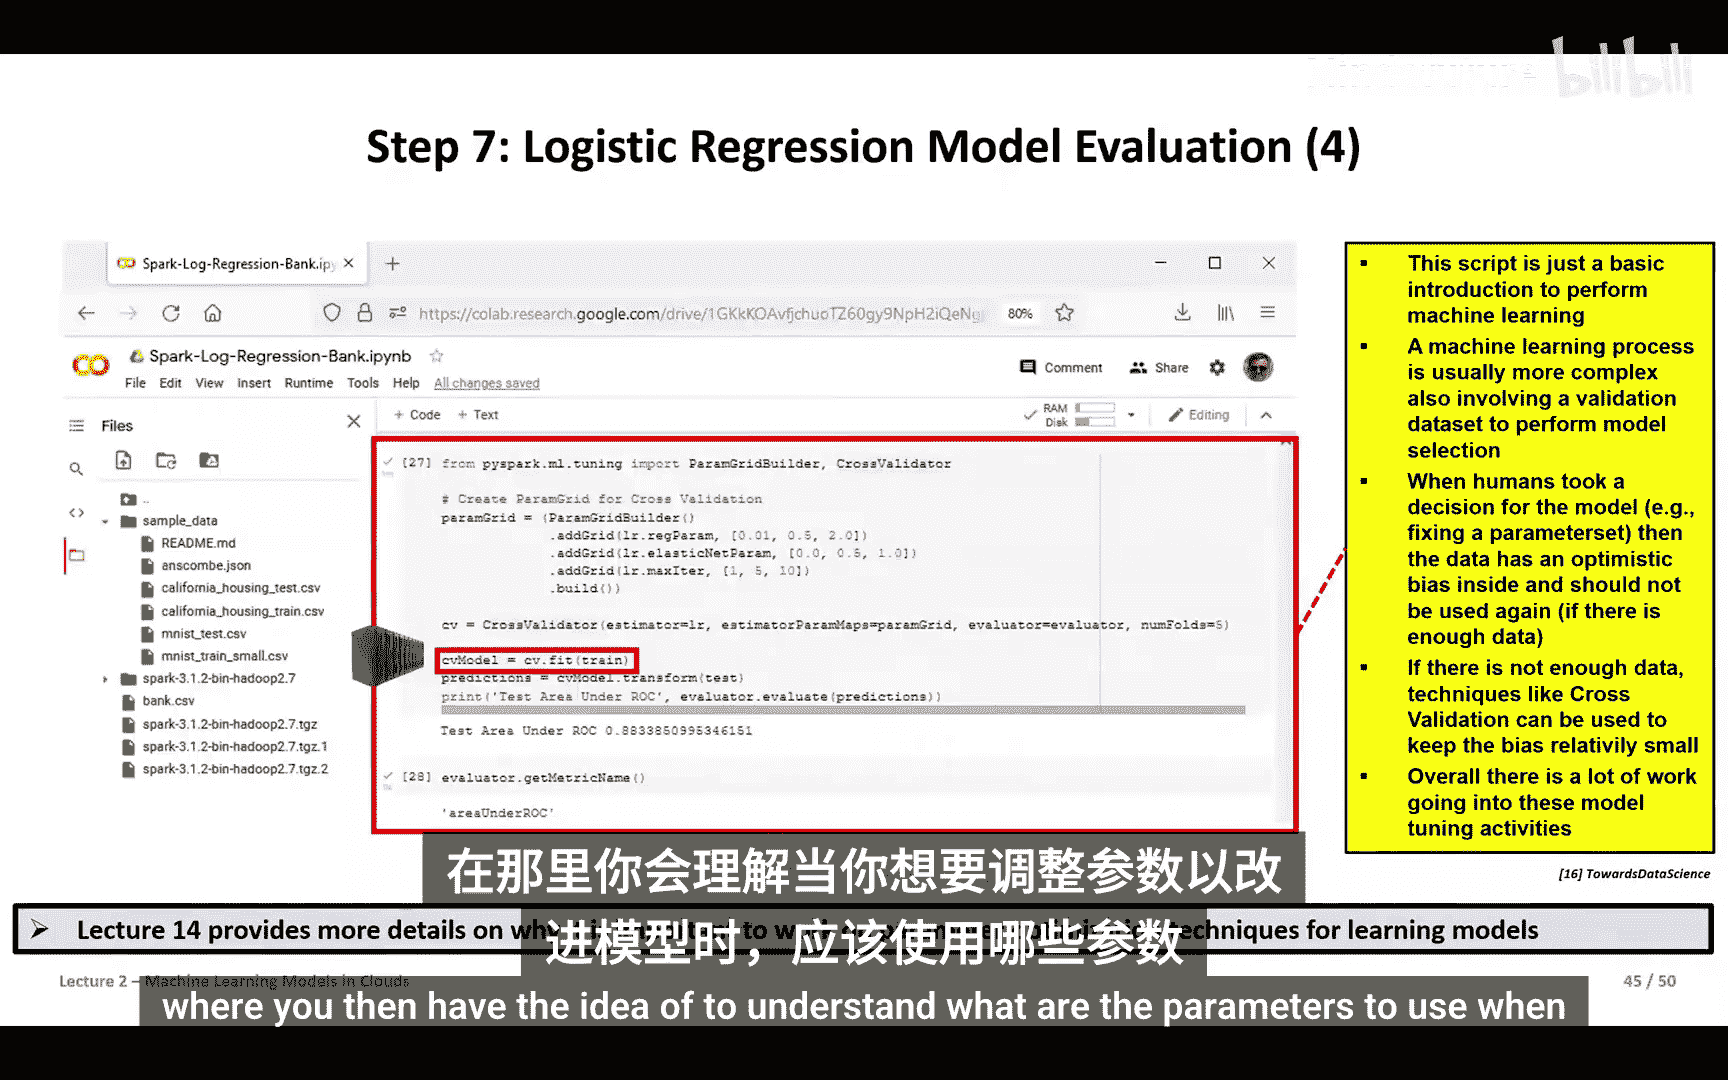 bilibili
Step 7: Logistic Regression Model Evaluation (4)
Spark-Log-Regression-Bank.ipy
https://colab.research.google.com/drive/1GKkKOAvfjchuoTZ60gy9NpH2iQeNg
80%
Spark-Log-Regression-Bank.ipynb
File Edit View Insert Runtime Tools Help All changes saved
Comment Share
Files
+ Code + Text
RAM
Disk
Editing
..
sample_data
README.md
anscombe.json
california_housing_test.csv
california_housing_train.csv
mnist_test.csv
mnist_train_small.csv
spark-3.1.2-bin-hadoop2.7
bank.csv
spark-3.1.2-bin-hadoop2.7.tgz
spark-3.1.2-bin-hadoop2.7.tgz.1
spark-3.1.2-bin-hadoop2.7.tgz.2
[27] from pyspark.ml.tuning import ParamGridBuilder, CrossValidator
# Create ParamGrid for Cross Validation
paramGrid = (ParamGridBuilder()
.addGrid(lr.regParam, [0.01, 0.5, 2.0])
.addGrid(lr.elasticNetParam, [0.0, 0.5, 1.0])
.addGrid(lr.maxIter, [1, 5, 10])
.build())
cv = CrossValidator(estimator=lr, estimatorParamMaps=paramGrid, evaluator=evaluator, numFolds=5)
cvModel = cv.fit(train)
predictions = cvModel.transform(test)
print('Test Area Under ROC', evaluator.evaluate(predictions))
Test Area Under ROC 0.8833850995346151
[28] evaluator.getMetricName()
'areaUnderROC'
▪ This script is just a basic
introduction to perform
machine learning
▪ A machine learning process
is usually more complex
also involving a validation
dataset to perform model
selection
▪ When humans took a
decision for the model (e.g.,
fixing a parameterset) then
the data has an optimistic
bias inside and should not
be used again (if there is
enough data)
▪ If there is not enough data,
techniques like Cross
Validation can be used to
keep the bias relativily small
▪ Overall there is a lot of work
going into these model
tuning activities
[16] TowardsDataScience
在那里你会理解当你想要调整参数以改
进模型时，应该使用哪些参数
Lecture 14 provides more details on techniques for learning models
Lecture 2 – Machine Learning Models in Clouds
45 / 50
where you then have the idea of to understand what are the parameters to use when